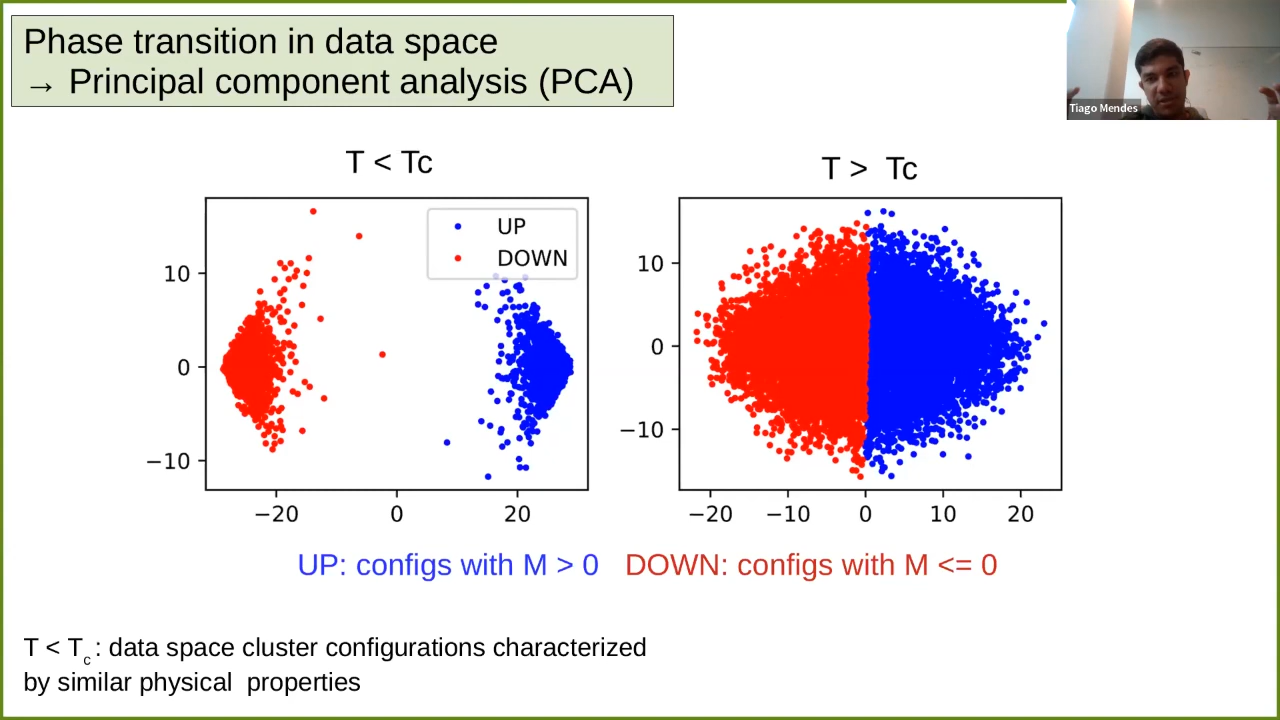 Phase transition in data space
→ Principal component analysis (PCA)
Tiago Mendes
T < Tc
T > Tc
UP
DOWN
10
0
−10
−20
0
20
10
0
−10
−20
−10
0
10
20
UP: configs with M > 0
DOWN: configs with M <= 0
T < Tc : data space cluster configurations characterized
by similar physical properties